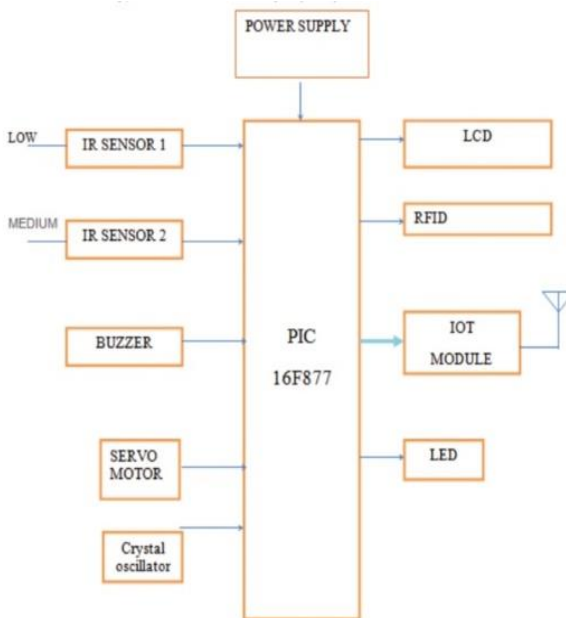 POWER SUPPLY
LOW
IR SENSOR 1
LCD
MEDIUM
IR SENSOR 2
RFID
BUZZER
PIC
16F877
IOT
MODULE
SERVO
MOTOR
LED
Crystal
oscillator